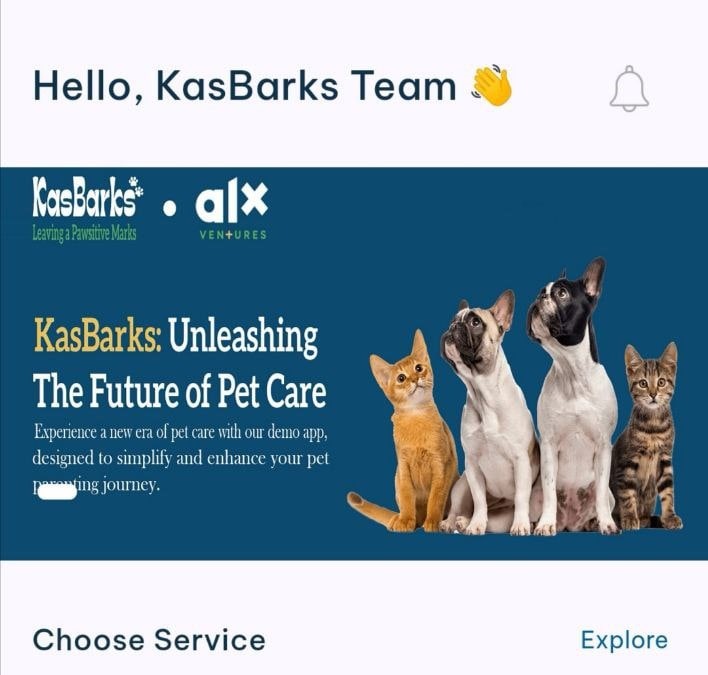 Hello, KasBarks Team 👋
KasBarks • alx
Leaving a Pawsitive Marks VENTURES
KasBarks: Unleashing
The Future of Pet Care
Experience a new era of pet care with our demo app,
designed to simplify and enhance your pet
parenting journey.
Choose Service Explore